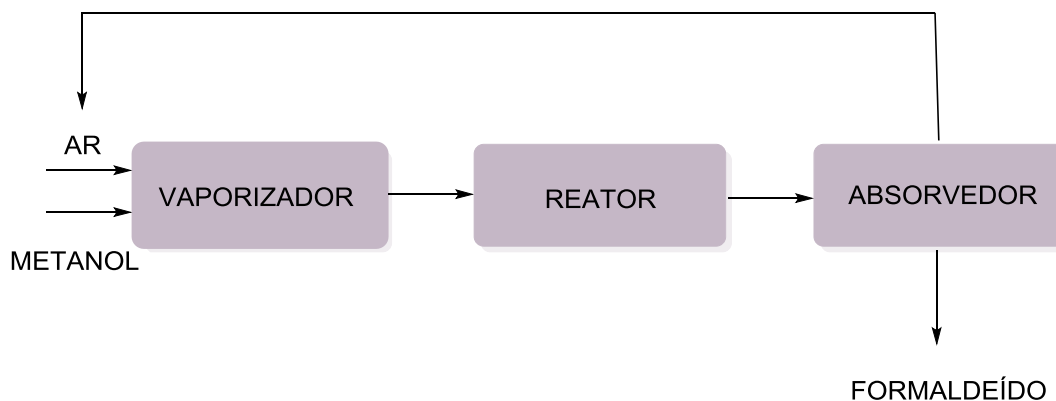 AR
VAPORIZADOR
REATOR
ABSORVEDOR
METANOL
FORMALDEÍDO